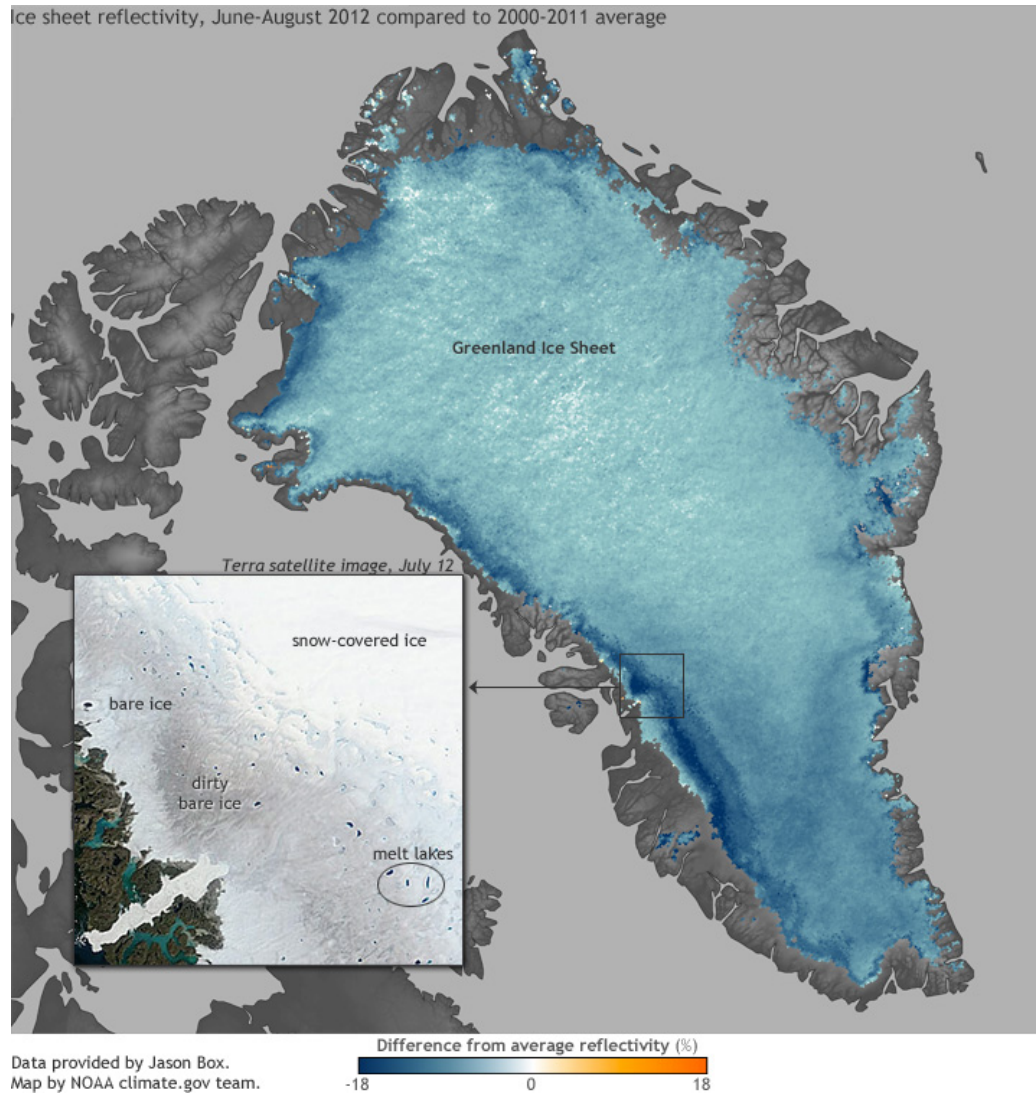 Ice sheet reflectivity, June-August 2012 compared to 2000-2011 average
Greenland Ice Sheet
Terra satellite image, July 12
snow-covered ice
bare ice
dirty
bare ice
melt lakes
Difference from average reflectivity (%)
-18 0 18
Data provided by Jason Box.
Map by NOAA climate.gov team.